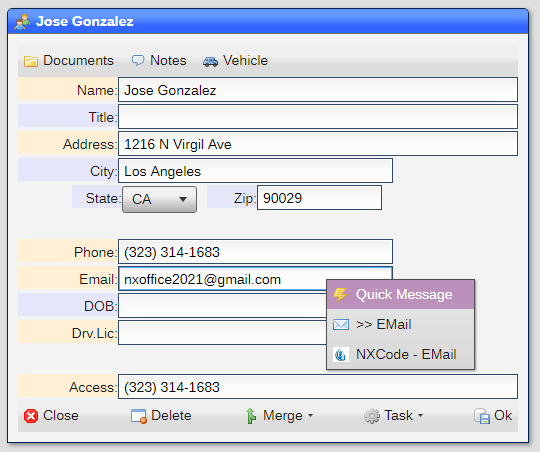 Jose Gonzalez
Documents Notes Vehicle
Name: Jose Gonzalez
Title:
Address: 1216 N Virgil Ave
City: Los Angeles
State: CA Zip: 90029
Phone: (323) 314-1683
Email: nxoffice2021@gmail.com
Quick Message
DOB:
>> EMail
Drv.Lic:
NXCode - EMail
Access: (323) 314-1683
Close Delete Merge Task Ok